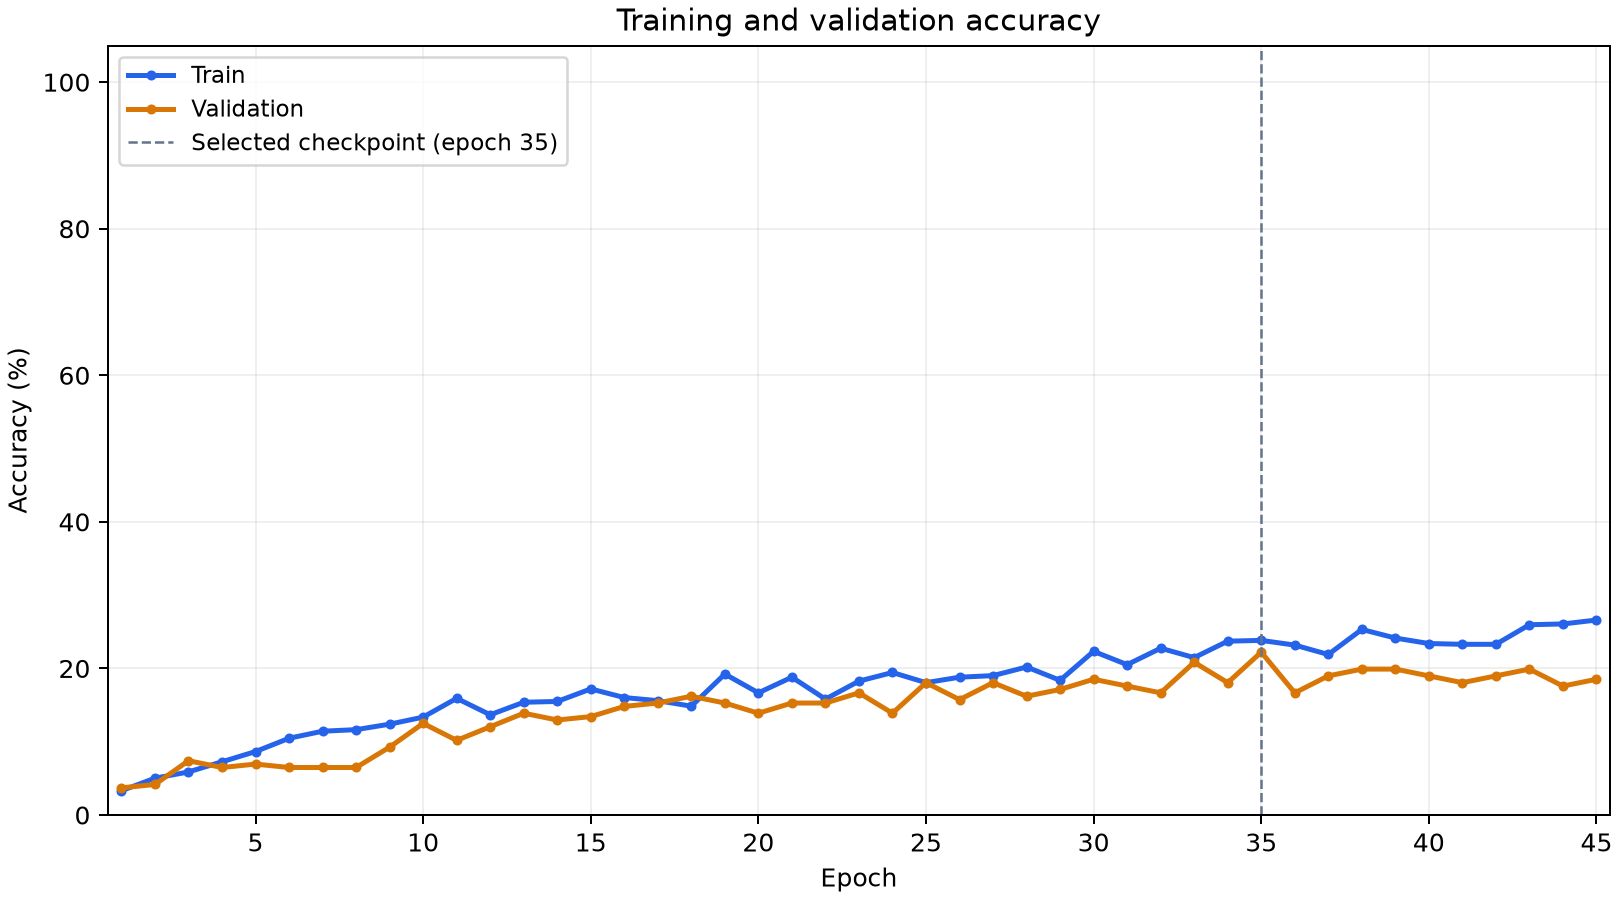 Training and validation accuracy
Train
Validation
Selected checkpoint (epoch 35)
100
80
60
40
20
0
Accuracy (%)
5 10 15 20 25 30 35 40 45
Epoch